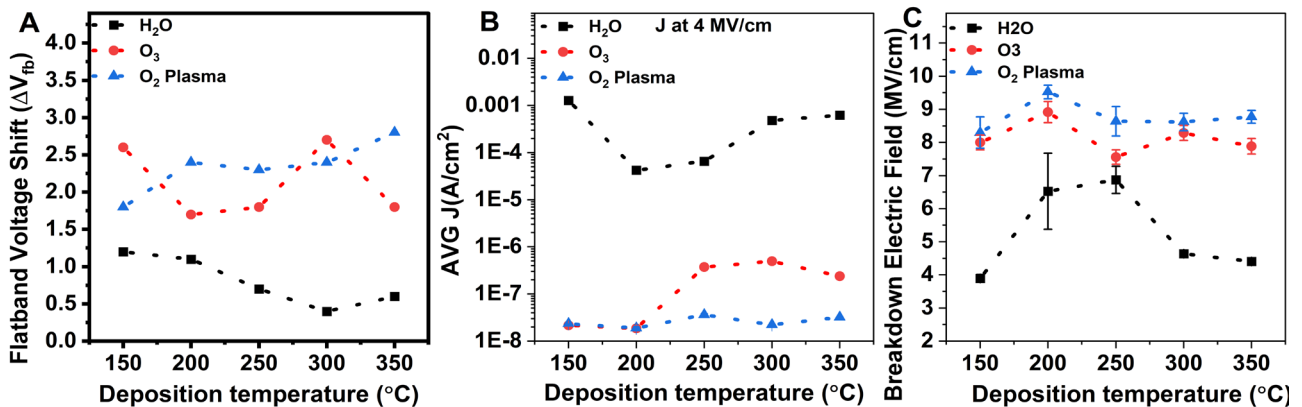 A
H₂O
O₃
O₂ Plasma
Flatband Voltage Shift (ΔVfb)
4.0
3.5
3.0
2.5
2.0
1.5
1.0
0.5
0.0
150 200 250 300 350
Deposition temperature (°C)
B
H₂O J at 4 MV/cm
O₃
O₂ Plasma
AVG J(A/cm²)
0.01
0.001
1E-4
1E-5
1E-6
1E-7
1E-8
150 200 250 300 350
Deposition temperature (°C)
C
H2O
O3
O₂ Plasma
Breakdown Electric Field (MV/cm)
11
10
9
8
7
6
5
4
3
2
150 200 250 300 350
Deposition temperature (°C)